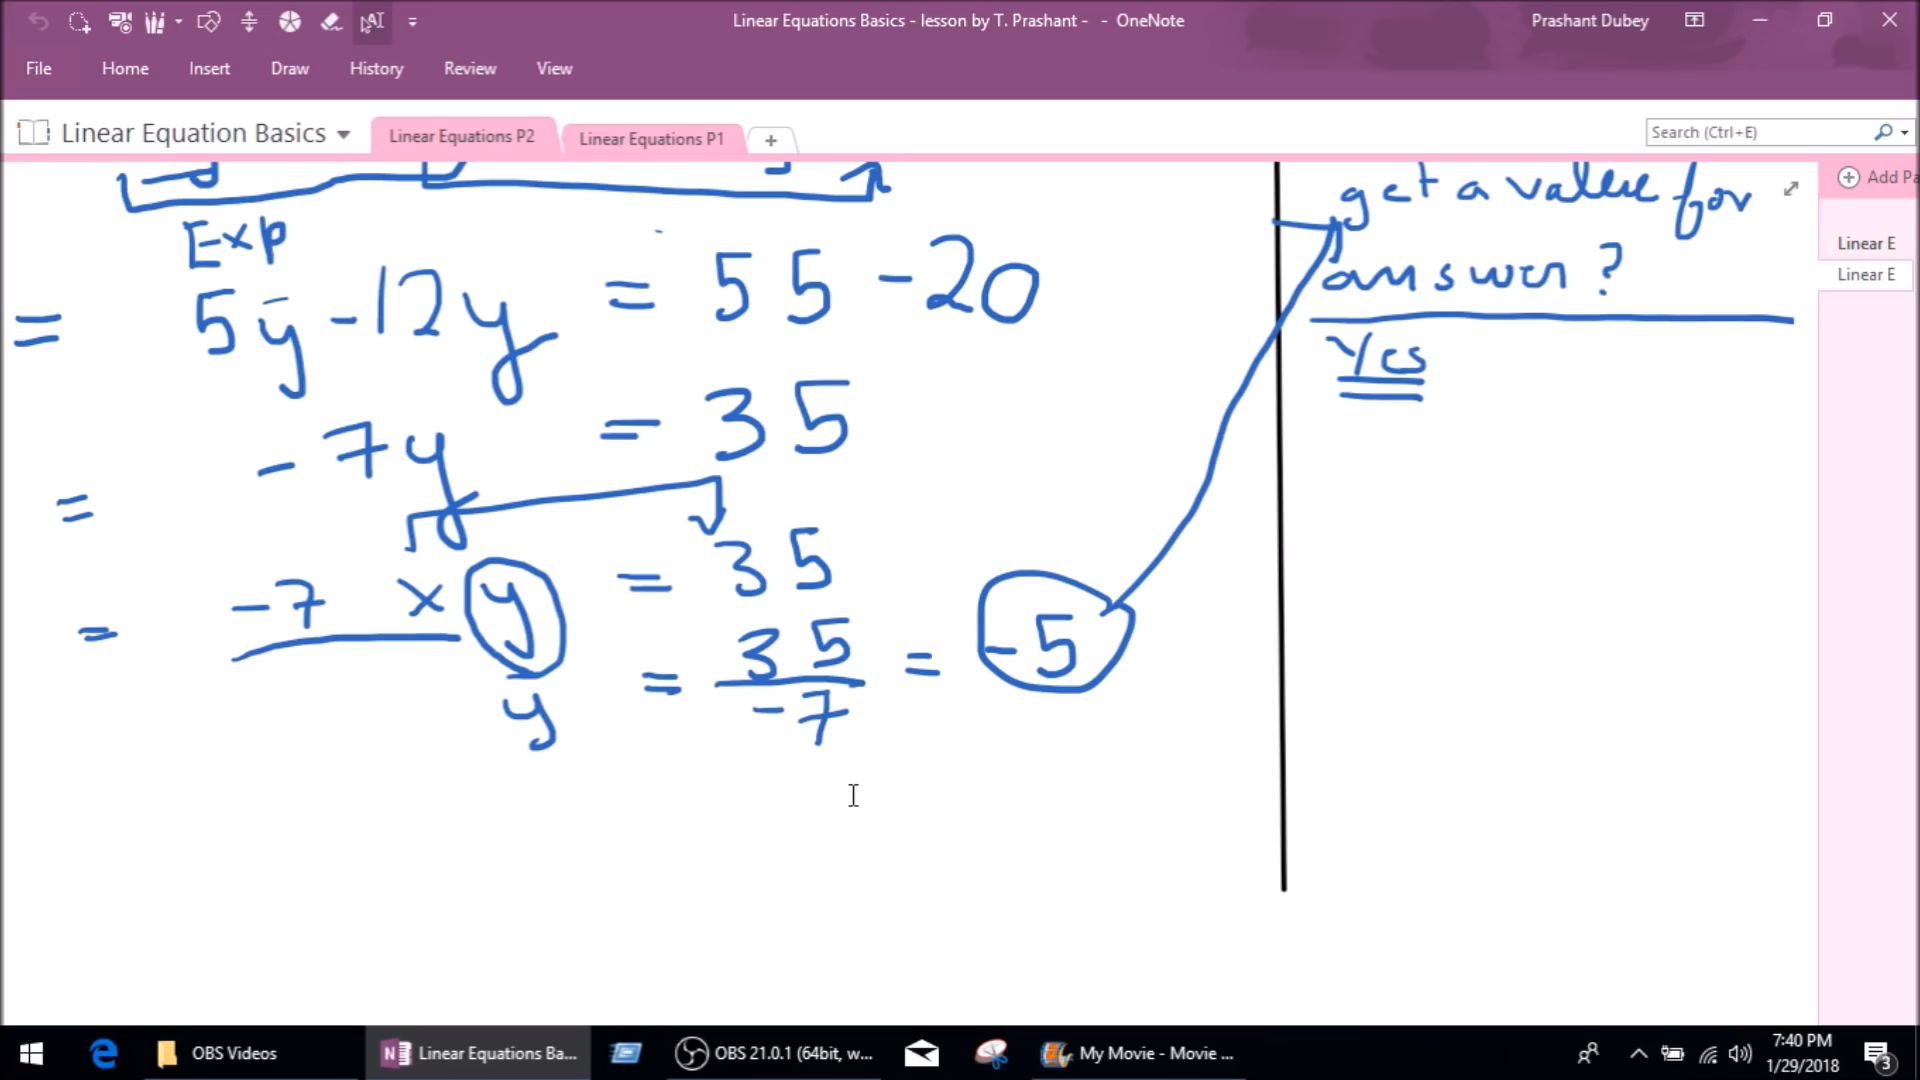 Linear Equations Basics - lesson by T. Prashant - - OneNote
Prashant Dubey
File Home Insert Draw History Review View
Linear Equation Basics
Linear Equations P2
Linear Equations P1
Search (Ctrl+E)
Add Pa
Linear E
Linear E
Exp
= 5y - 12y = 55 - 20
= - 7y = 35
= -7 × y = 35
y = 35/-7 = -5
get a value for
answer?
Yes
OBS Videos
Linear Equations Ba...
OBS 21.0.1 (64bit, w...
My Movie - Movie ...
7:40 PM
1/29/2018
3